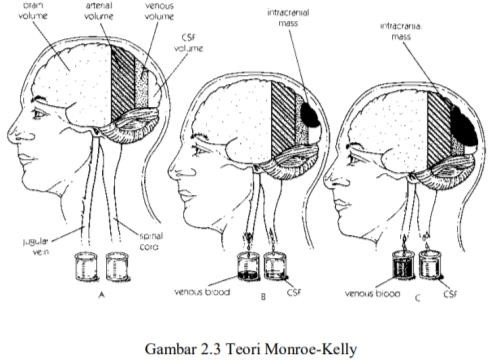 brain
volume
arterial
volume
venous
volume
CSF
volume
intracranial
mass
intracrania
mass
jugular
vein
spinal
cord
A
venous blood
B
CSF
venous blood
C
CSF
Gambar 2.3 Teori Monroe-Kelly